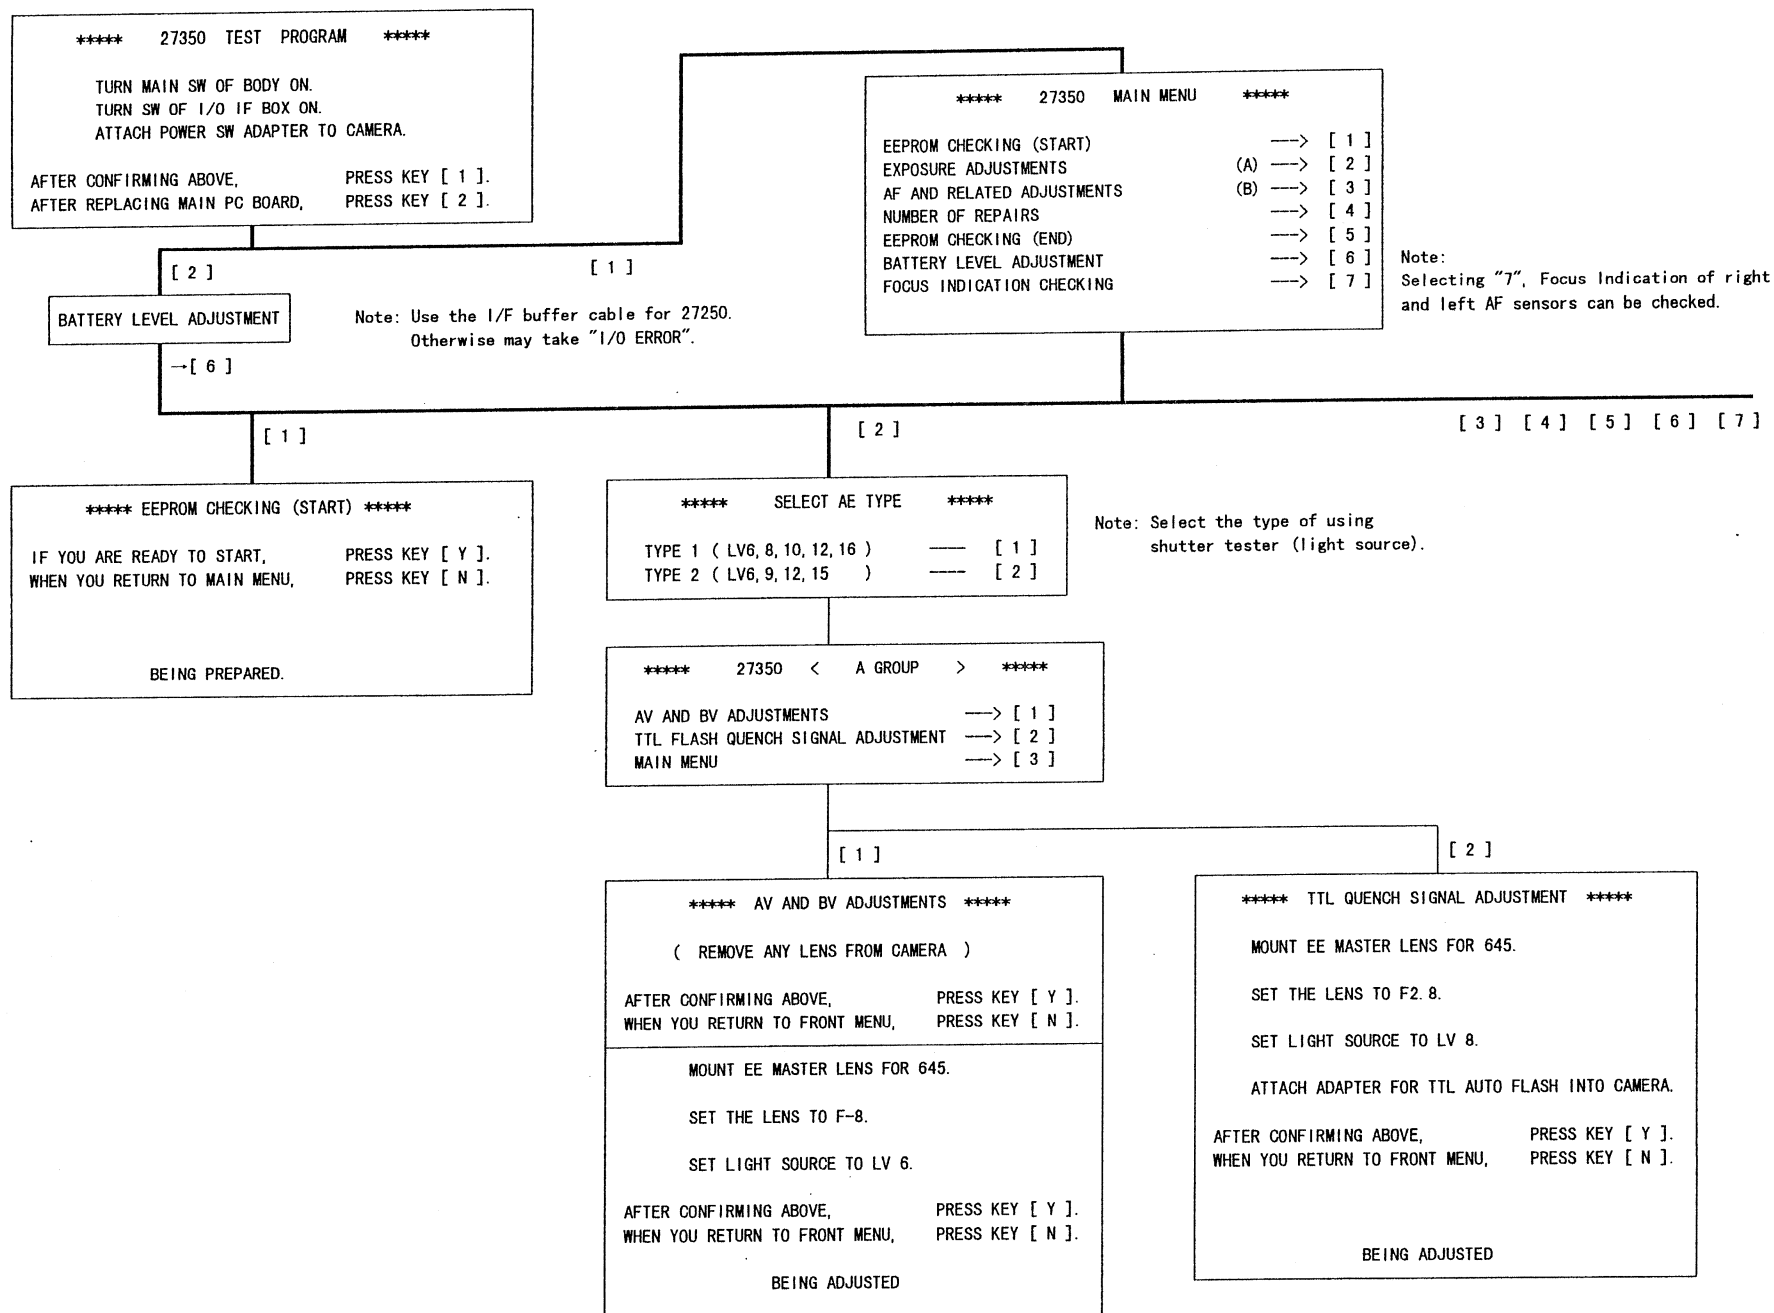 ***** 27350 TEST PROGRAM *****
TURN MAIN SW OF BODY ON.
TURN SW OF I/O IF BOX ON.
ATTACH POWER SW ADAPTER TO CAMERA.
AFTER CONFIRMING ABOVE, PRESS KEY [ 1 ].
AFTER REPLACING MAIN PC BOARD, PRESS KEY [ 2 ].
***** 27350 MAIN MENU *****
EEPROM CHECKING (START) ---> [ 1 ]
EXPOSURE ADJUSTMENTS (A) ---> [ 2 ]
AF AND RELATED ADJUSTMENTS (B) ---> [ 3 ]
NUMBER OF REPAIRS ---> [ 4 ]
EEPROM CHECKING (END) ---> [ 5 ]
BATTERY LEVEL ADJUSTMENT ---> [ 6 ]
FOCUS INDICATION CHECKING ---> [ 7 ]
Note:
Selecting "7", Focus Indication of right
and left AF sensors can be checked.
[ 2 ]
[ 1 ]
BATTERY LEVEL ADJUSTMENT
Note: Use the I/F buffer cable for 27250.
Otherwise may take "I/O ERROR".
→[ 6 ]
[ 1 ]
[ 2 ]
[ 3 ] [ 4 ] [ 5 ] [ 6 ] [ 7 ]
***** EEPROM CHECKING (START) *****
IF YOU ARE READY TO START, PRESS KEY [ Y ].
WHEN YOU RETURN TO MAIN MENU, PRESS KEY [ N ].
BEING PREPARED.
***** SELECT AE TYPE *****
TYPE 1 ( LV6, 8, 10, 12, 16 ) ---- [ 1 ]
TYPE 2 ( LV6, 9, 12, 15 ) ---- [ 2 ]
Note: Select the type of using
shutter tester (light source).
***** 27350 < A GROUP > *****
AV AND BV ADJUSTMENTS ---> [ 1 ]
TTL FLASH QUENCH SIGNAL ADJUSTMENT ---> [ 2 ]
MAIN MENU ---> [ 3 ]
[ 1 ]
[ 2 ]
***** AV AND BV ADJUSTMENTS *****
( REMOVE ANY LENS FROM CAMERA )
AFTER CONFIRMING ABOVE, PRESS KEY [ Y ].
WHEN YOU RETURN TO FRONT MENU, PRESS KEY [ N ].
MOUNT EE MASTER LENS FOR 645.
SET THE LENS TO F-8.
SET LIGHT SOURCE TO LV 6.
AFTER CONFIRMING ABOVE, PRESS KEY [ Y ].
WHEN YOU RETURN TO FRONT MENU, PRESS KEY [ N ].
BEING ADJUSTED
***** TTL QUENCH SIGNAL ADJUSTMENT *****
MOUNT EE MASTER LENS FOR 645.
SET THE LENS TO F2.8.
SET LIGHT SOURCE TO LV 8.
ATTACH ADAPTER FOR TTL AUTO FLASH INTO CAMERA.
AFTER CONFIRMING ABOVE, PRESS KEY [ Y ].
WHEN YOU RETURN TO FRONT MENU, PRESS KEY [ N ].
BEING ADJUSTED